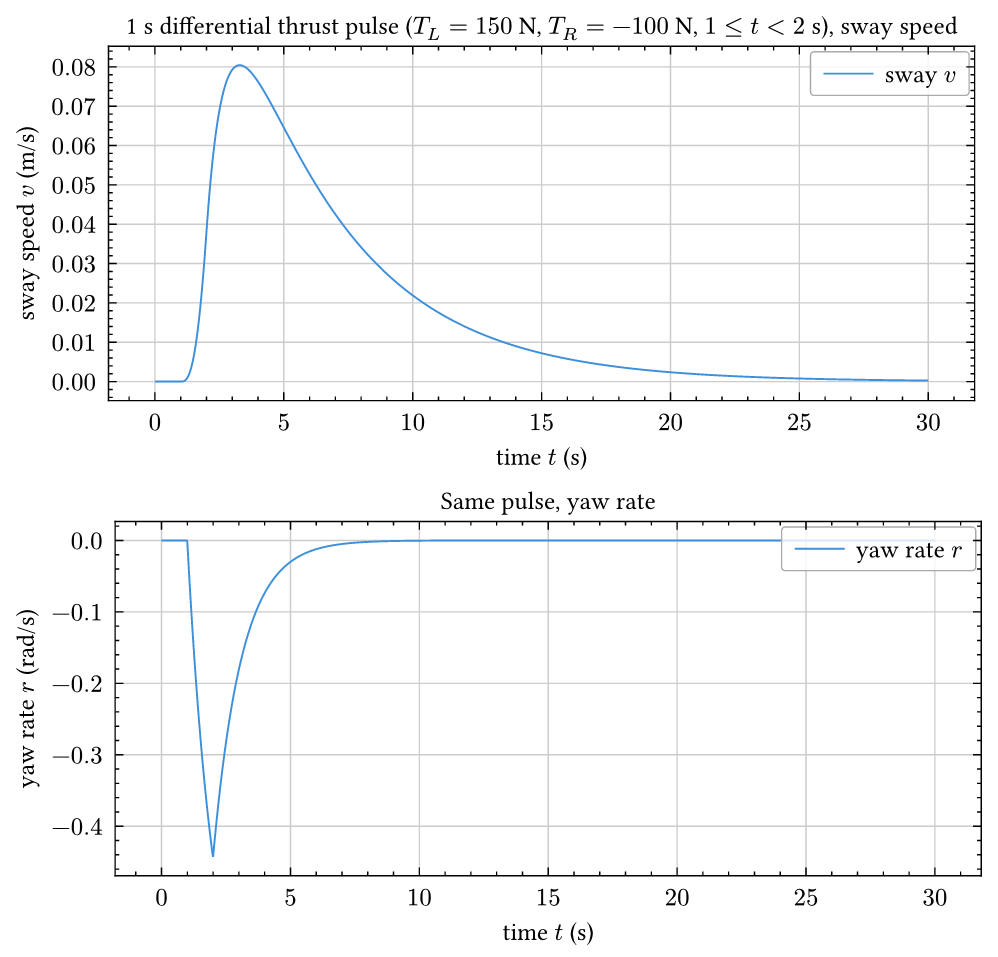 1 s differential thrust pulse (T_L = 150 N, T_R = −100 N, 1 ≤ t < 2 s), sway speed
sway v
0.08
0.07
0.06
0.05
0.04
0.03
0.02
0.01
0.00
sway speed v (m/s)
0 5 10 15 20 25 30
time t (s)
Same pulse, yaw rate
yaw rate r
0.0
−0.1
−0.2
−0.3
−0.4
yaw rate r (rad/s)
0 5 10 15 20 25 30
time t (s)